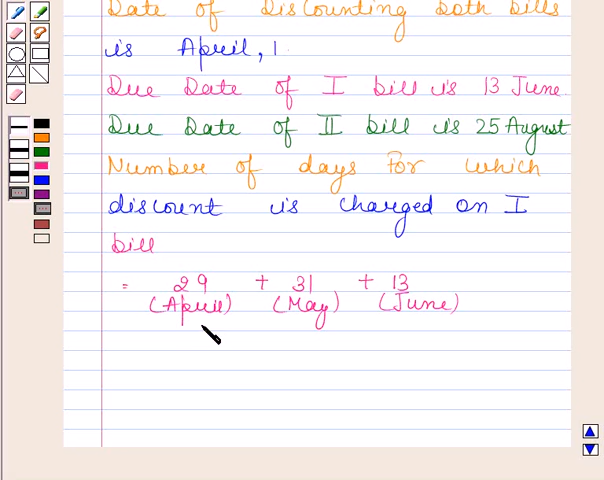 Date of discounting both bills
is April, 1
Due Date of I bill is 13 June
Due Date of II bill is 25 August
Number of days for which
discount is charged on I
bill
= 29 + 31 + 13
(April) (May) (June)